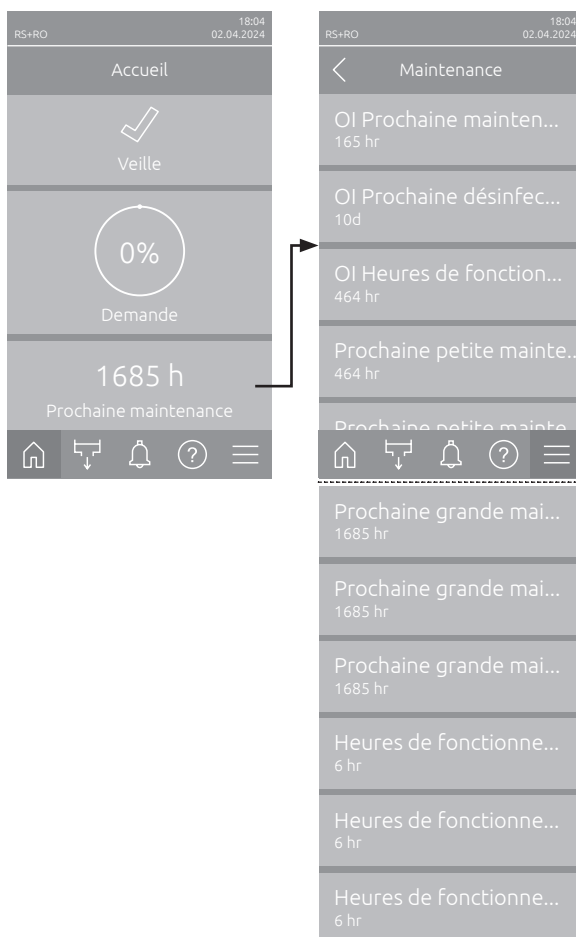 18:04
RS+RO
02.04.2024
Accueil
Veille
0%
Demande
1685 h
Prochaine maintenance
?
18:04
RS+RO
02.04.2024
Maintenance
OI Prochaine mainten...
165 hr
OI Prochaine désinfec...
10d
OI Heures de fonction...
464 hr
Prochaine petite mainte..
464 hr
Prochaine petite mainte
?
Prochaine grande mai...
1685 hr
Prochaine grande mai...
1685 hr
Prochaine grande mai...
1685 hr
Heures de fonctionne...
6 hr
Heures de fonctionne...
6 hr
Heures de fonctionne...
6 hr